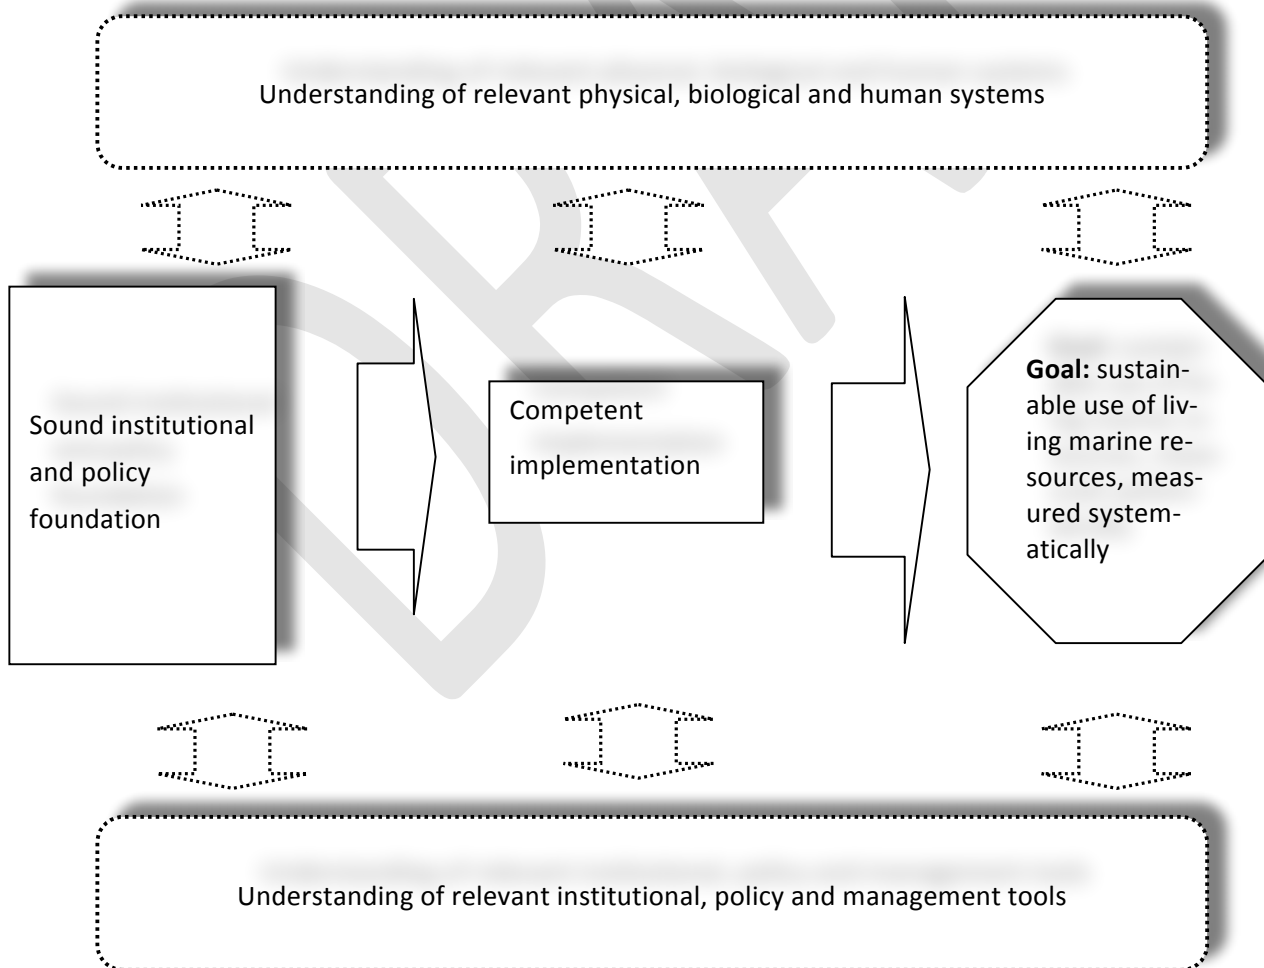 Understanding of relevant physical, biological and human systems
Sound institutional
and policy
foundation
Competent
implementation
Goal: sustain-
able use of liv-
ing marine re-
sources, meas-
ured system-
atically
Understanding of relevant institutional, policy and management tools
DRA